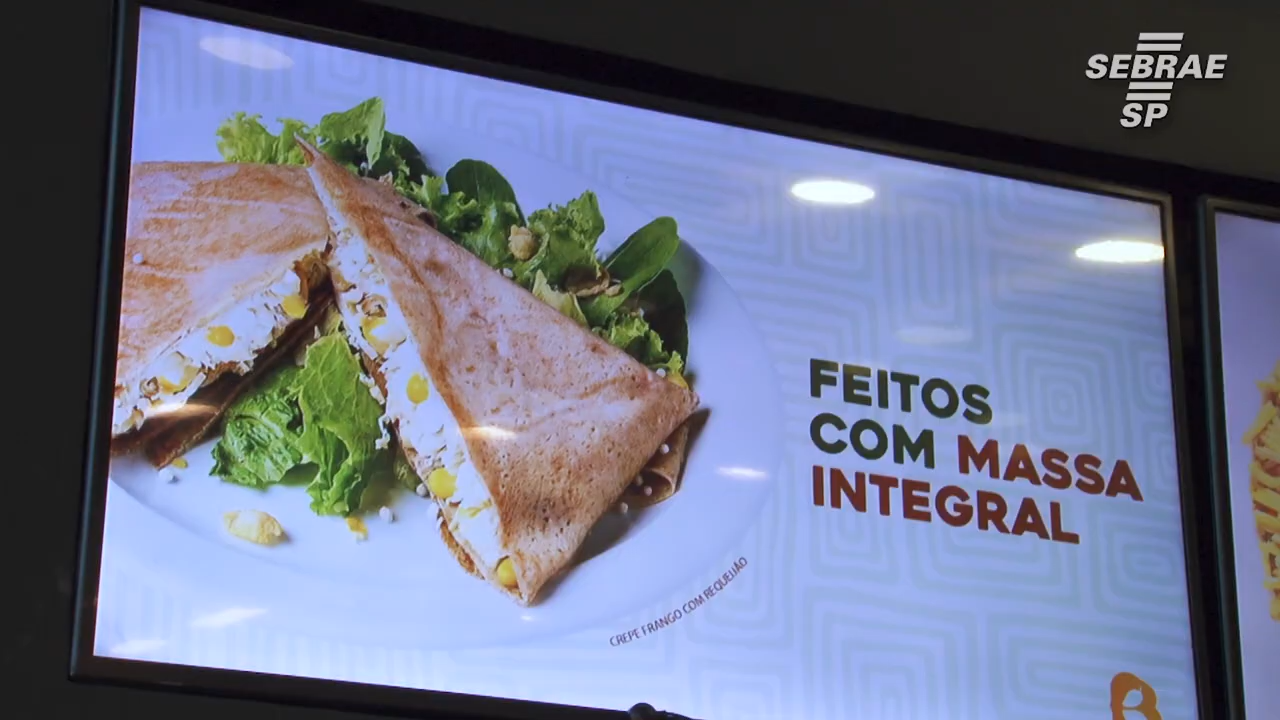 SEBRAE
SP
FEITOS
COM MASSA
INTEGRAL
CREPE FRANGO COM REQUEIJÃO